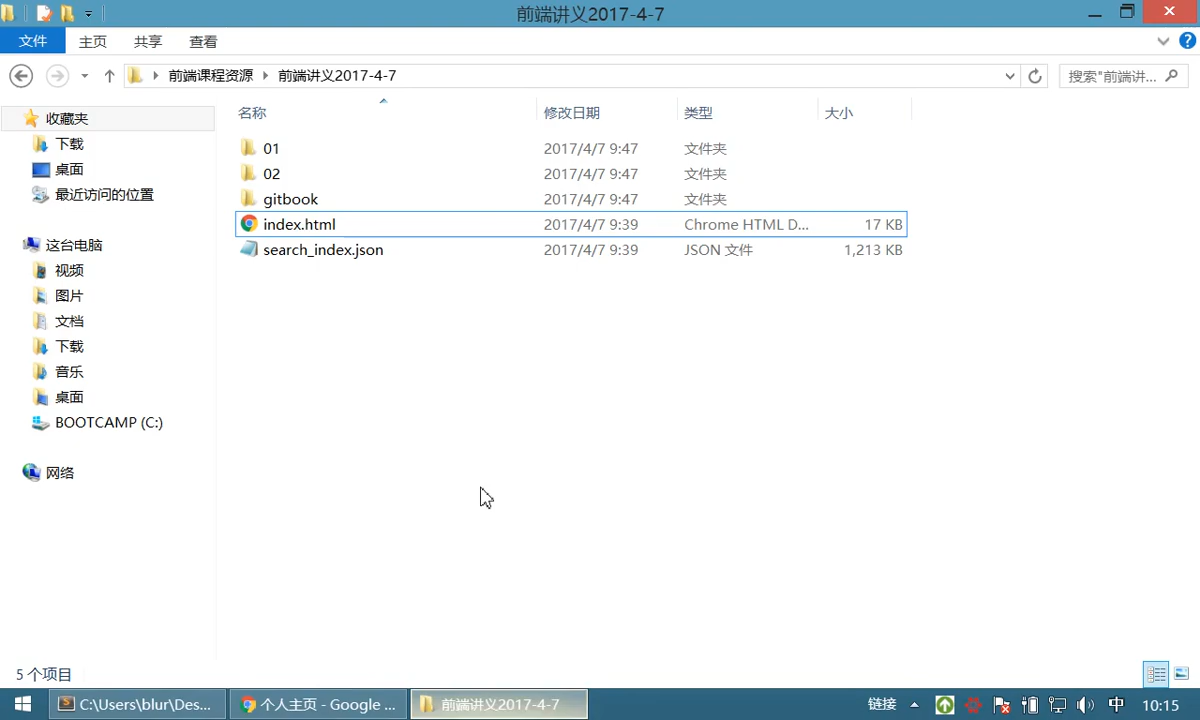 前端讲义2017-4-7
文件 主页 共享 查看
前端课程资源 前端讲义2017-4-7 搜索"前端讲...
名称 修改日期 类型 大小
收藏夹
下载
桌面
最近访问的位置
这台电脑
视频
图片
文档
下载
音乐
桌面
BOOTCAMP (C:)
网络
01 2017/4/7 9:47 文件夹
02 2017/4/7 9:47 文件夹
gitbook 2017/4/7 9:47 文件夹
index.html 2017/4/7 9:39 Chrome HTML D... 17 KB
search_index.json 2017/4/7 9:39 JSON 文件 1,213 KB
5 个项目
C:\Users\blur\Des... 个人主页 - Google ... 前端讲义2017-4-7 链接 中 10:15